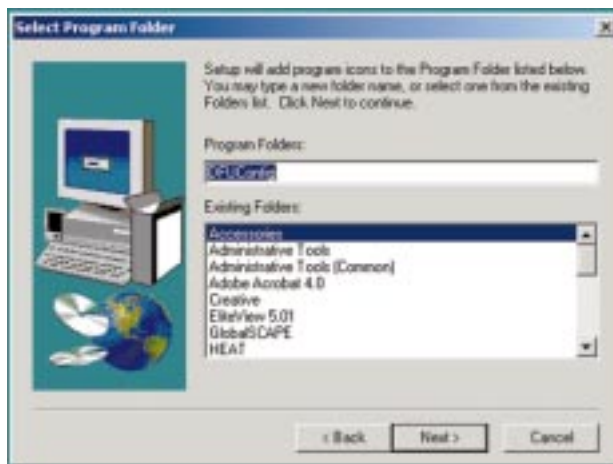 Select Program Folder
Setup will add program icons to the Program Folder listed below.
You may type a new folder name, or select one from the existing
Folders list. Click Next to continue.
Program Folders:
DFUConfig
Existing Folders:
Accessories
Administrative Tools
Administrative Tools (Common)
Adobe Acrobat 4.0
Creative
EliteView 5.01
GlobalSCAPE
HEAT
< Back
Next >
Cancel